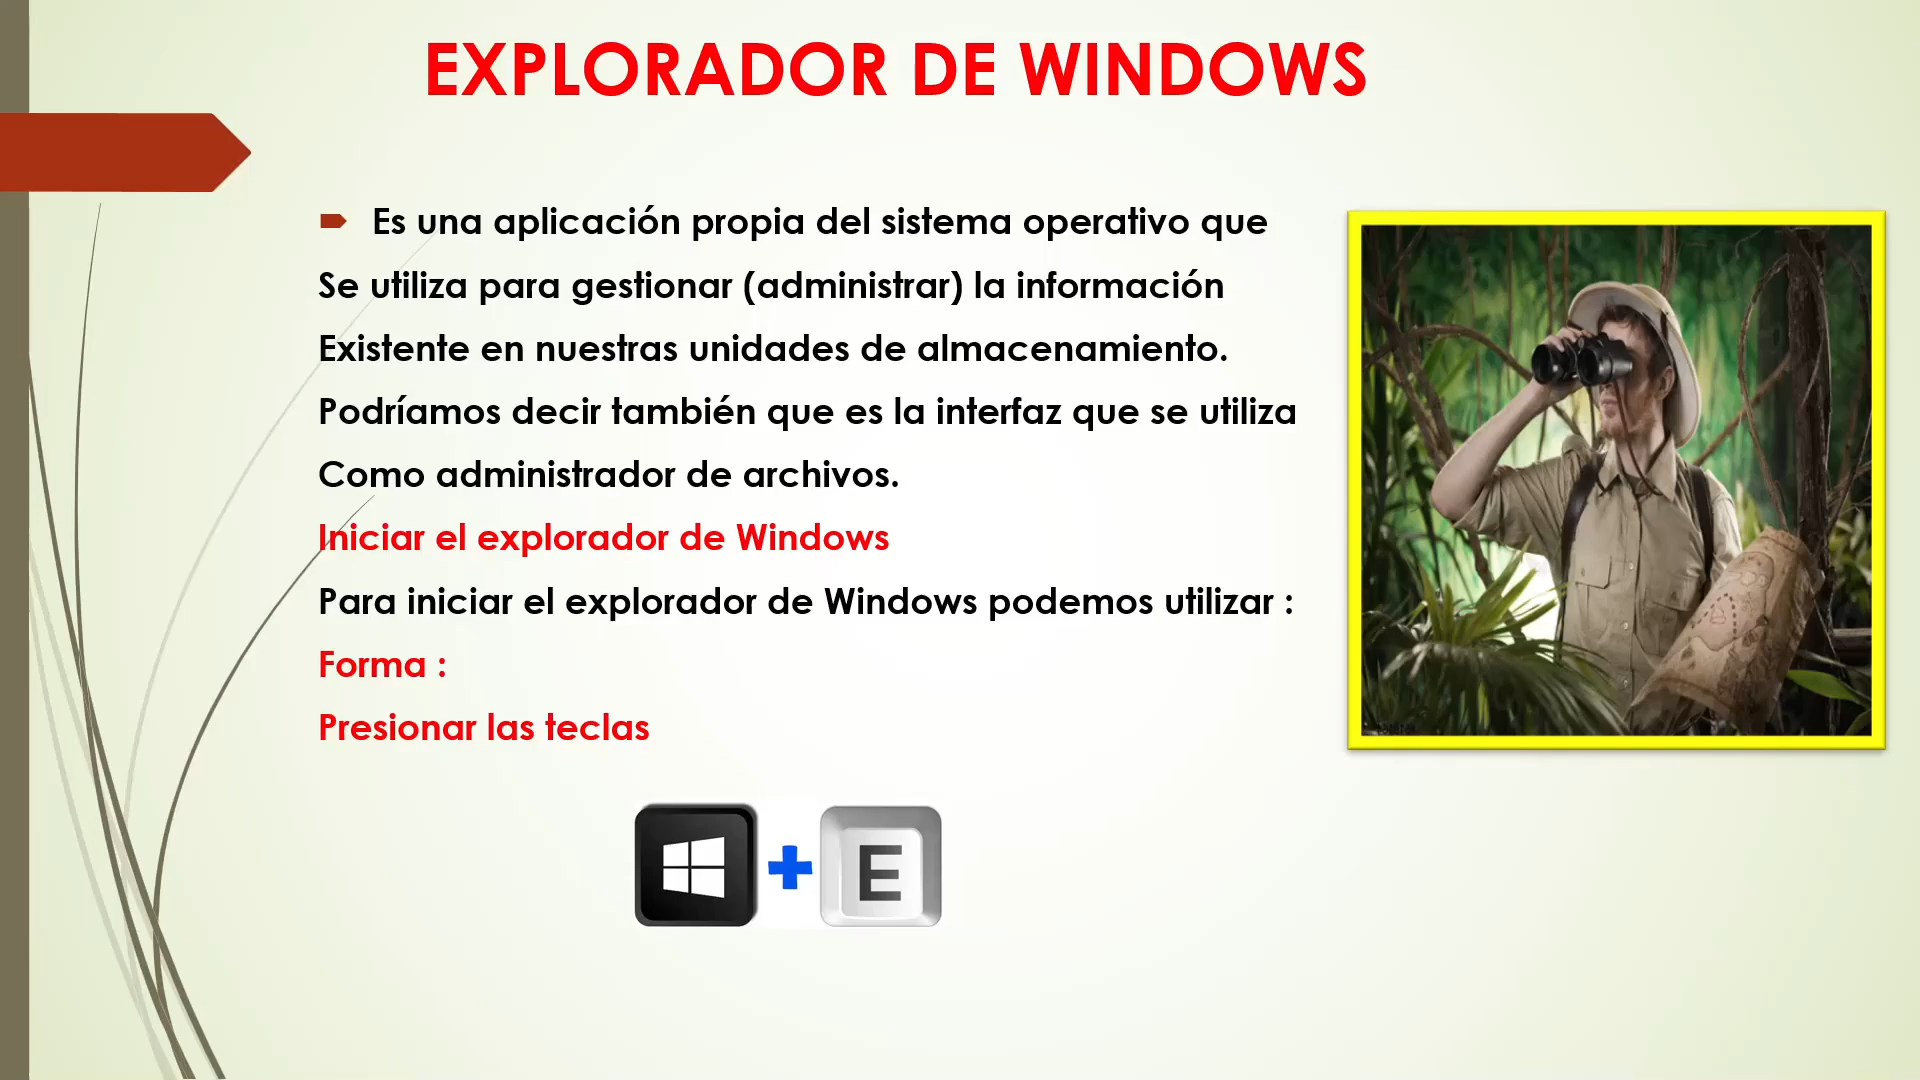 EXPLORADOR DE WINDOWS
Es una aplicación propia del sistema operativo que
Se utiliza para gestionar (administrar) la información
Existente en nuestras unidades de almacenamiento.
Podríamos decir también que es la interfaz que se utiliza
Como administrador de archivos.
Iniciar el explorador de Windows
Para iniciar el explorador de Windows podemos utilizar :
Forma :
Presionar las teclas
+ E